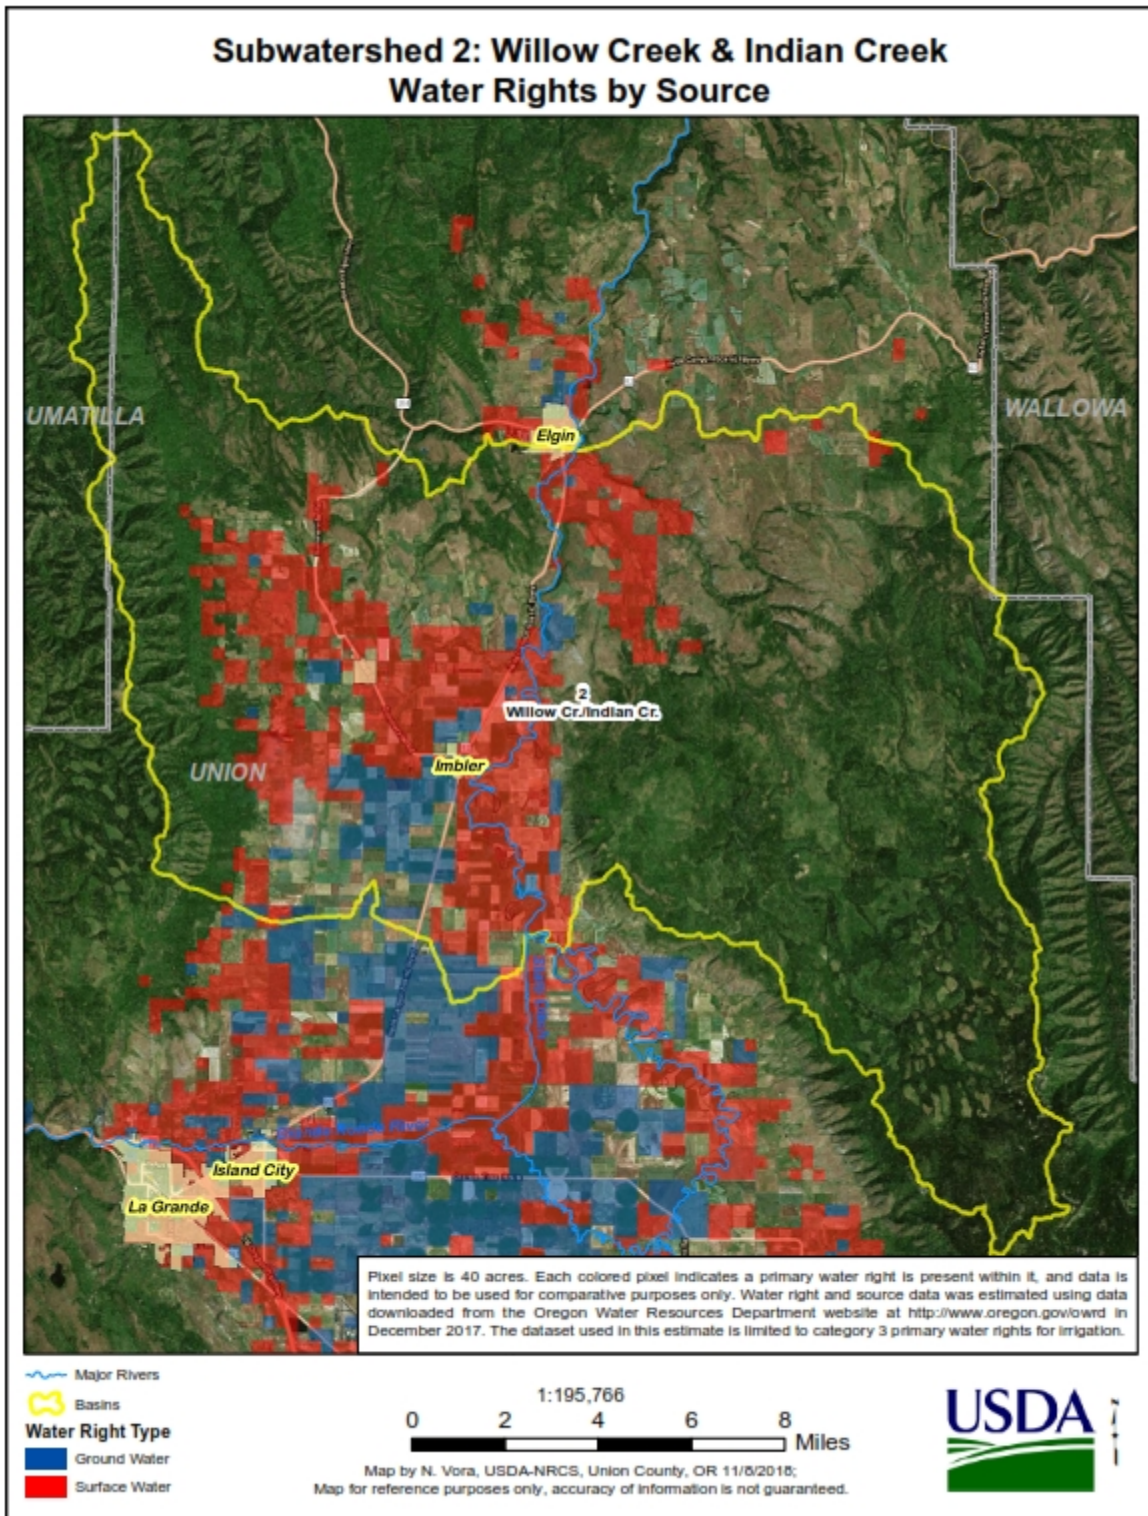 Subwatershed 2: Willow Creek & Indian Creek
Water Rights by Source
UMATILLA
WALLOWA
Elgin
2
Willow Cr./Indian Cr.
UNION
Imbler
Grande Ronde River
Island City
La Grande
Pixel size is 40 acres. Each colored pixel indicates a primary water right is present within it, and data is
intended to be used for comparative purposes only. Water right and source data was estimated using data
downloaded from the Oregon Water Resources Department website at http://www.oregon.gov/owrd in
December 2017. The dataset used in this estimate is limited to category 3 primary water rights for irrigation.
Major Rivers
Basins
Water Right Type
Ground Water
Surface Water
1:195,766
0 2 4 6 8
Miles
Map by N. Vora, USDA-NRCS, Union County, OR 11/8/2018;
Map for reference purposes only, accuracy of information is not guaranteed.
USDA